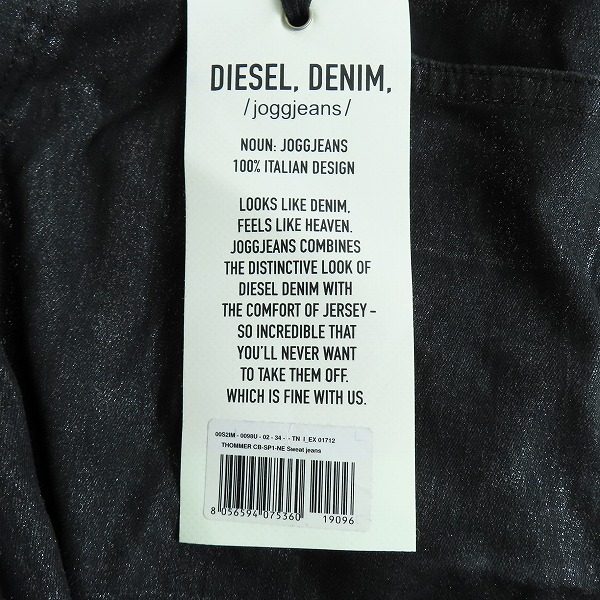 DIESEL, DENIM,
/joggjeans/
NOUN: JOGGJEANS
100% ITALIAN DESIGN
LOOKS LIKE DENIM,
FEELS LIKE HEAVEN.
JOGGJEANS COMBINES
THE DISTINCTIVE LOOK OF
DIESEL DENIM WITH
THE COMFORT OF JERSEY –
SO INCREDIBLE THAT
YOU'LL NEVER WANT
TO TAKE THEM OFF.
WHICH IS FINE WITH US.
00S2IM - 0098U - 02 - 34 - - TN I_EX 01712
THOMMER CB-SP1-NE Sweat jeans
8 056594 075360 19096